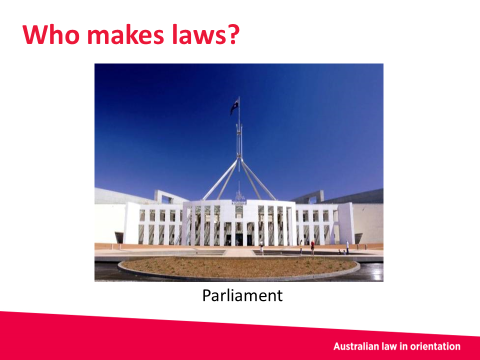 Who makes laws?
Parliament
Australian law in orientation